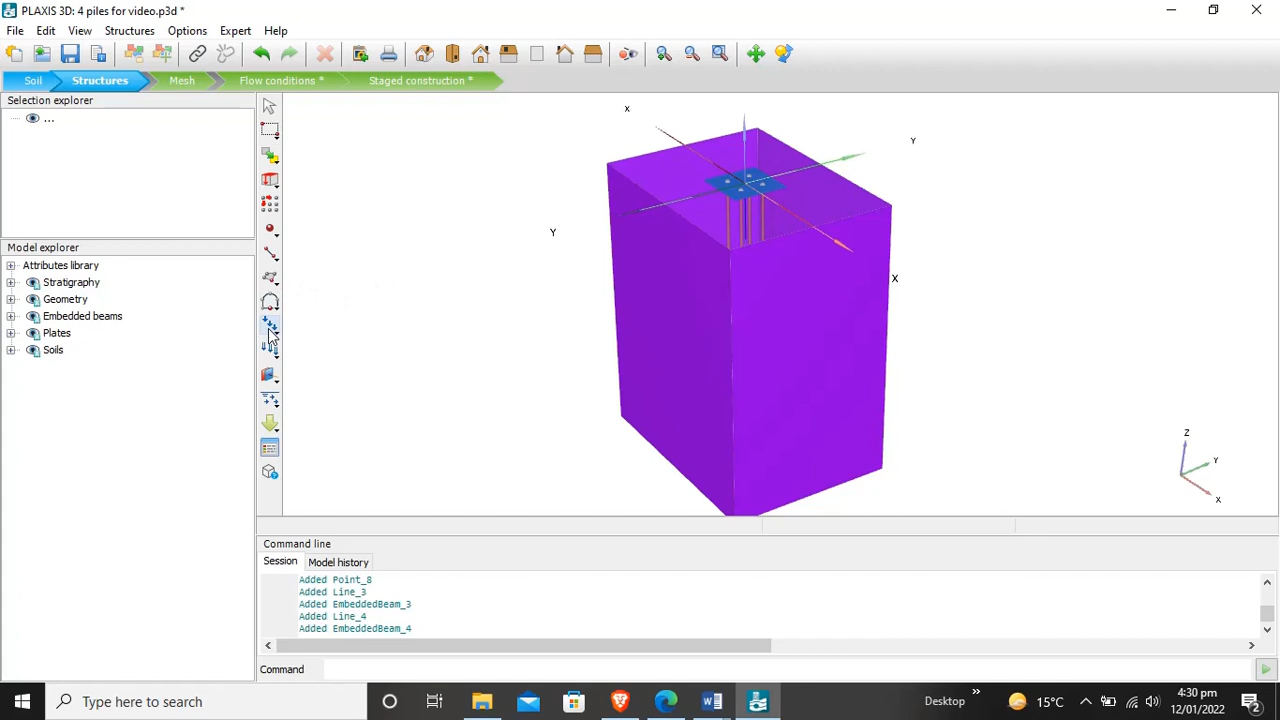 PLAXIS 3D: 4 piles for video.p3d *
File Edit View Structures Options Expert Help
Soil Structures Mesh Flow conditions * Staged construction *
Selection explorer
...
Model explorer
Attributes library
Stratigraphy
Geometry
Embedded beams
Plates
Soils
x
Y
Y
X
Z
Y
X
Command line
Session Model history
Added Point_8
Added Line_3
Added EmbeddedBeam_3
Added Line_4
Added EmbeddedBeam_4
Command
Type here to search
Desktop
15°C
4:30 pm
12/01/2022
2